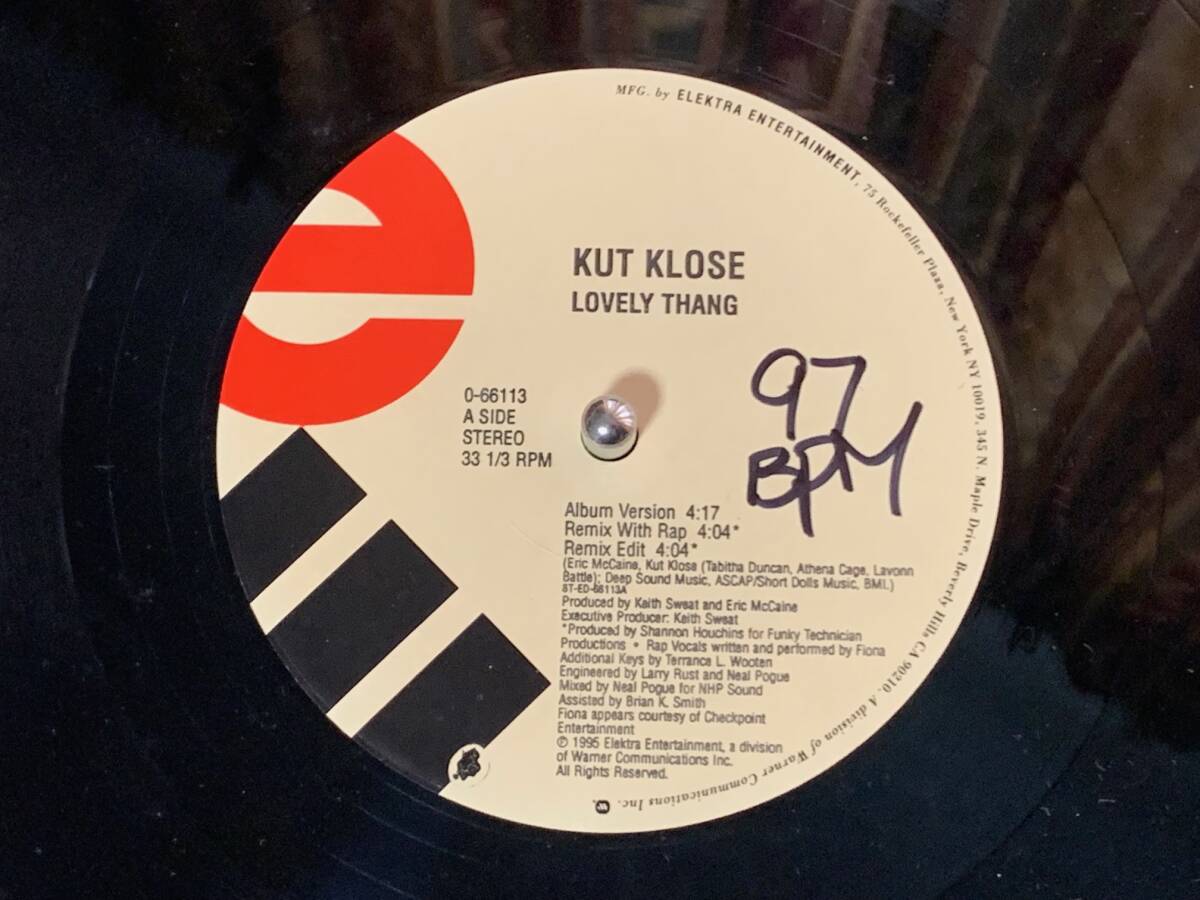 MFG. by ELEKTRA ENTERTAINMENT, 75 Rockefeller Plaza, New York NY 10019, 345 N. Maple Drive, Beverly Hills CA 90210. A division of Warner Communications Inc.
KUT KLOSE
LOVELY THANG
97
BPM
0-66113
A SIDE
STEREO
33 1/3 RPM
Album Version 4:17
Remix With Rap 4:04*
Remix Edit 4:04*
(Eric McCaine, Kut Klose (Tabitha Duncan, Athena Cage, Lavonn
Battle); Deep Sound Music, ASCAP/Short Dolls Music, BMI.)
ST-ED-66113A
Produced by Keith Sweat and Eric McCaine
Executive Producer: Keith Sweat
*Produced by Shannon Houchins for Funky Technician
Productions • Rap Vocals written and performed by Fiona
Additional Keys by Terrance L. Wooten
Engineered by Larry Rust and Neal Pogue
Mixed by Neal Pogue for NHP Sound
Assisted by Brian K. Smith
Fiona appears courtesy of Checkpoint
Entertainment
℗ 1995 Elektra Entertainment, a division
of Warner Communications Inc.
All Rights Reserved.